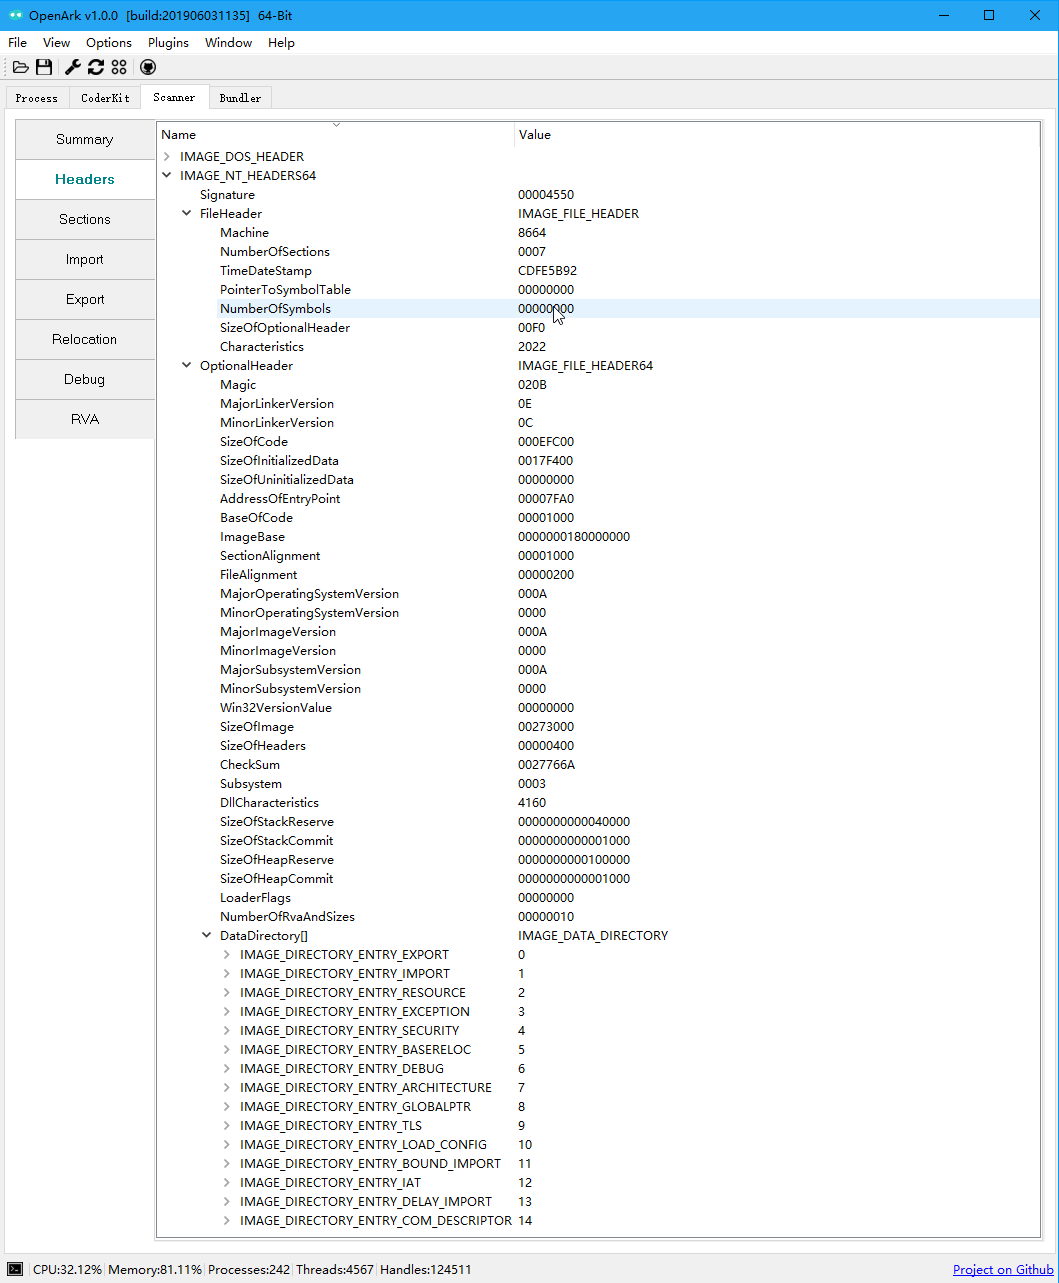 OpenArk v1.0.0 [build:201906031135] 64-Bit
File View Options Plugins Window Help
Process CoderKit Scanner Bundler
Summary
Headers
Sections
Import
Export
Relocation
Debug
RVA
Name Value
IMAGE_DOS_HEADER
IMAGE_NT_HEADERS64
Signature 00004550
FileHeader IMAGE_FILE_HEADER
Machine 8664
NumberOfSections 0007
TimeDateStamp CDFE5B92
PointerToSymbolTable 00000000
NumberOfSymbols 00000000
SizeOfOptionalHeader 00F0
Characteristics 2022
OptionalHeader IMAGE_FILE_HEADER64
Magic 020B
MajorLinkerVersion 0E
MinorLinkerVersion 0C
SizeOfCode 000EFC00
SizeOfInitializedData 0017F400
SizeOfUninitializedData 00000000
AddressOfEntryPoint 00007FA0
BaseOfCode 00001000
ImageBase 0000000180000000
SectionAlignment 00001000
FileAlignment 00000200
MajorOperatingSystemVersion 000A
MinorOperatingSystemVersion 0000
MajorImageVersion 000A
MinorImageVersion 0000
MajorSubsystemVersion 000A
MinorSubsystemVersion 0000
Win32VersionValue 00000000
SizeOfImage 00273000
SizeOfHeaders 00000400
CheckSum 0027766A
Subsystem 0003
DllCharacteristics 4160
SizeOfStackReserve 0000000000040000
SizeOfStackCommit 0000000000001000
SizeOfHeapReserve 0000000000100000
SizeOfHeapCommit 0000000000001000
LoaderFlags 00000000
NumberOfRvaAndSizes 00000010
DataDirectory[] IMAGE_DATA_DIRECTORY
IMAGE_DIRECTORY_ENTRY_EXPORT 0
IMAGE_DIRECTORY_ENTRY_IMPORT 1
IMAGE_DIRECTORY_ENTRY_RESOURCE 2
IMAGE_DIRECTORY_ENTRY_EXCEPTION 3
IMAGE_DIRECTORY_ENTRY_SECURITY 4
IMAGE_DIRECTORY_ENTRY_BASERELOC 5
IMAGE_DIRECTORY_ENTRY_DEBUG 6
IMAGE_DIRECTORY_ENTRY_ARCHITECTURE 7
IMAGE_DIRECTORY_ENTRY_GLOBALPTR 8
IMAGE_DIRECTORY_ENTRY_TLS 9
IMAGE_DIRECTORY_ENTRY_LOAD_CONFIG 10
IMAGE_DIRECTORY_ENTRY_BOUND_IMPORT 11
IMAGE_DIRECTORY_ENTRY_IAT 12
IMAGE_DIRECTORY_ENTRY_DELAY_IMPORT 13
IMAGE_DIRECTORY_ENTRY_COM_DESCRIPTOR 14
CPU:32.12% Memory:81.11% Processes:242 Threads:4567 Handles:124511 Project on Github